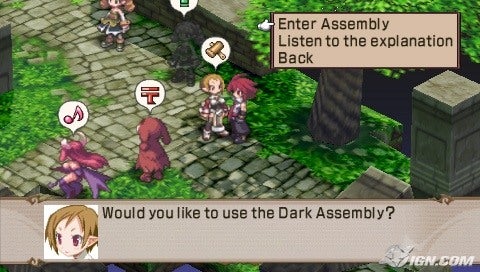 Enter Assembly
Listen to the explanation
Back
Would you like to use the Dark Assembly?
IGN.COM